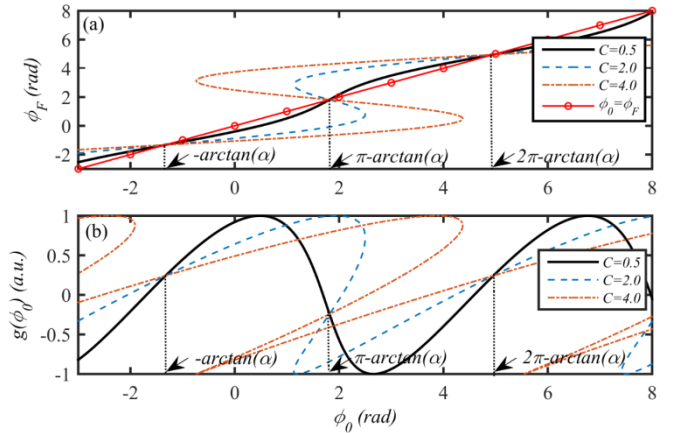 (a)
8
6
4
2
0
-2
ϕF (rad)
C=0.5
C=2.0
C=4.0
ϕ0=ϕF
-arctan(α)
π-arctan(α)
2π-arctan(α)
-2 0 2 4 6 8
(b)
1
0.5
0
-0.5
-1
g(ϕ0) (a.u.)
C=0.5
C=2.0
C=4.0
-arctan(α)
π-arctan(α)
2π-arctan(α)
-2 0 2 4 6 8
ϕ0 (rad)